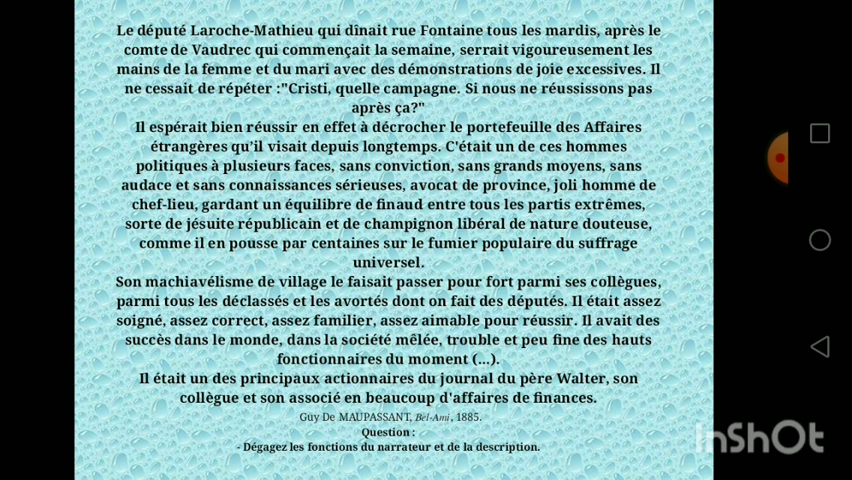 Le député Laroche-Mathieu qui dînait rue Fontaine tous les mardis, après le
comte de Vaudrec qui commençait la semaine, serrait vigoureusement les
mains de la femme et du mari avec des démonstrations de joie excessives. Il
ne cessait de répéter :"Cristi, quelle campagne. Si nous ne réussissons pas
après ça?"
Il espérait bien réussir en effet à décrocher le portefeuille des Affaires
étrangères qu'il visait depuis longtemps. C'était un de ces hommes
politiques à plusieurs faces, sans conviction, sans grands moyens, sans
audace et sans connaissances sérieuses, avocat de province, joli homme de
chef-lieu, gardant un équilibre de finaud entre tous les partis extrêmes,
sorte de jésuite républicain et de champignon libéral de nature douteuse,
comme il en pousse par centaines sur le fumier populaire du suffrage
universel.
Son machiavélisme de village le faisait passer pour fort parmi ses collègues,
parmi tous les déclassés et les avortés dont on fait des députés. Il était assez
soigné, assez correct, assez familier, assez aimable pour réussir. Il avait des
succès dans le monde, dans la société mêlée, trouble et peu fine des hauts
fonctionnaires du moment (...).
Il était un des principaux actionnaires du journal du père Walter, son
collègue et son associé en beaucoup d'affaires de finances.
Guy De MAUPASSANT, Bel-Ami, 1885.
Question :
- Dégagez les fonctions du narrateur et de la description.
InShOt